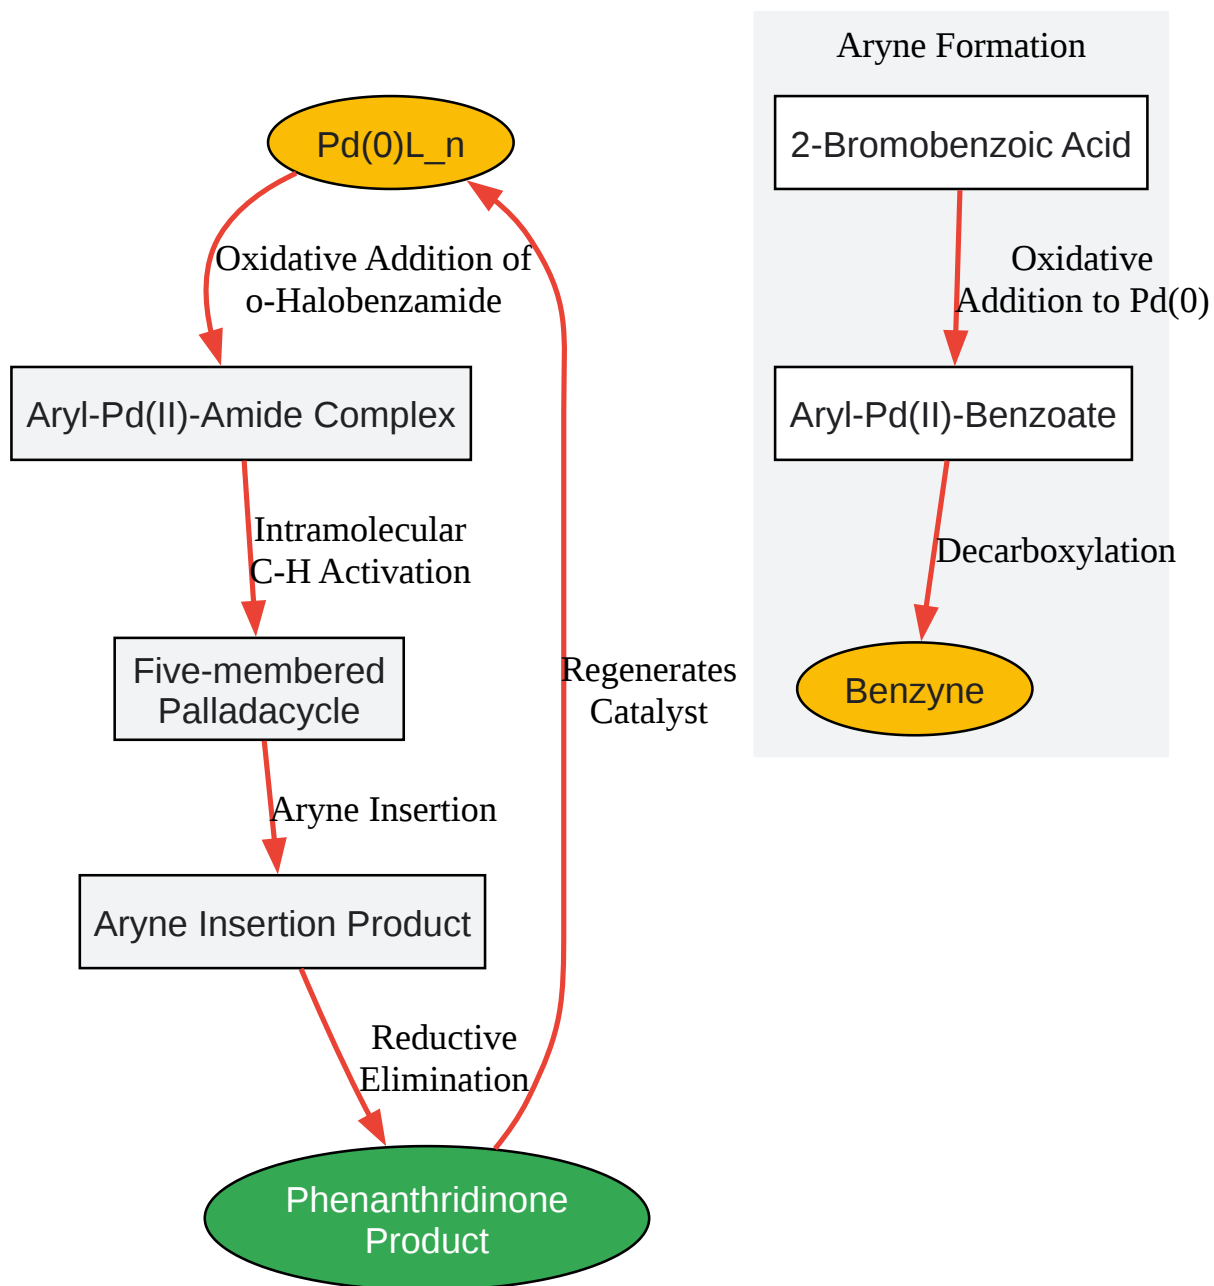 Aryne Formation
Pd(0)L_n
2-Bromobenzoic Acid
Oxidative Addition of
o-Halobenzamide
Oxidative
Addition to Pd(0)
Aryl-Pd(II)-Amide Complex
Aryl-Pd(II)-Benzoate
Intramolecular
C-H Activation
Decarboxylation
Five-membered
Palladacycle
Regenerates
Catalyst
Benzyne
Aryne Insertion
Aryne Insertion Product
Reductive
Elimination
Phenanthridinone
Product